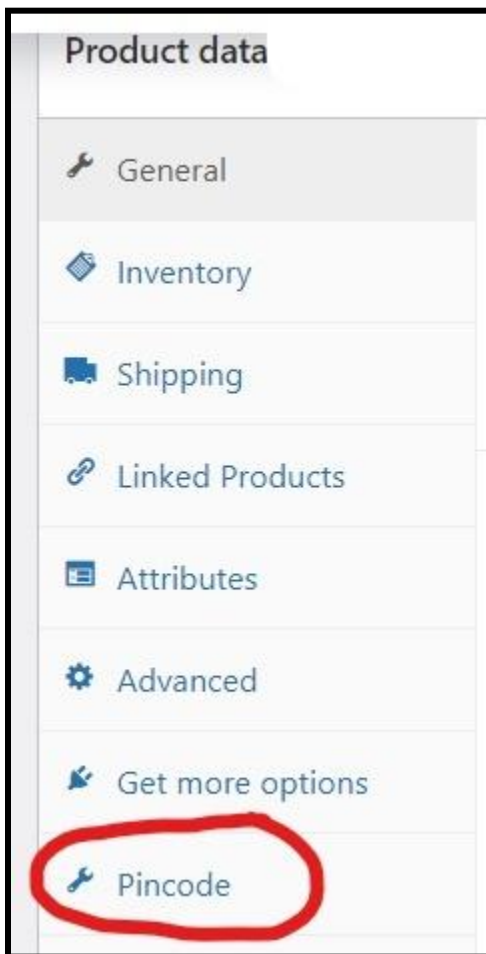 Product data
General
Inventory
Shipping
Linked Products
Attributes
Advanced
Get more options
Pincode